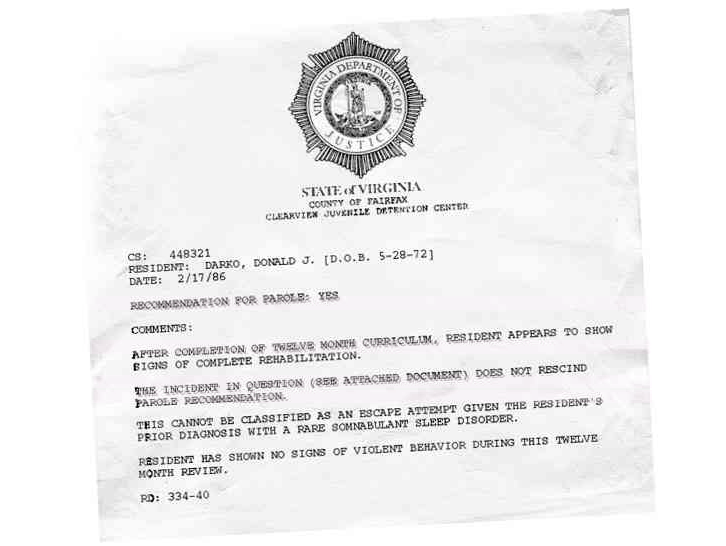 VIRGINIA DEPARTMENT OF
JUSTICE
STATE of VIRGINIA
COUNTY OF FAIRFAX
CLEARVIEW JUVENILE DETENTION CENTER
CS: 448321
RESIDENT: DARKO, DONALD J. [D.O.B. 5-28-72]
DATE: 2/17/86
RECOMMENDATION FOR PAROLE: YES
COMMENTS:
AFTER COMPLETION OF TWELVE MONTH CURRICULUM, RESIDENT APPEARS TO SHOW
SIGNS OF COMPLETE REHABILITATION.
THE INCIDENT IN QUESTION (SEE ATTACHED DOCUMENT) DOES NOT RESCIND
PAROLE RECOMMENDATION.
THIS CANNOT BE CLASSIFIED AS AN ESCAPE ATTEMPT GIVEN THE RESIDENT'S
PRIOR DIAGNOSIS WITH A RARE SOMNABULANT SLEEP DISORDER.
RESIDENT HAS SHOWN NO SIGNS OF VIOLENT BEHAVIOR DURING THIS TWELVE
MONTH REVIEW.
RD: 334-40